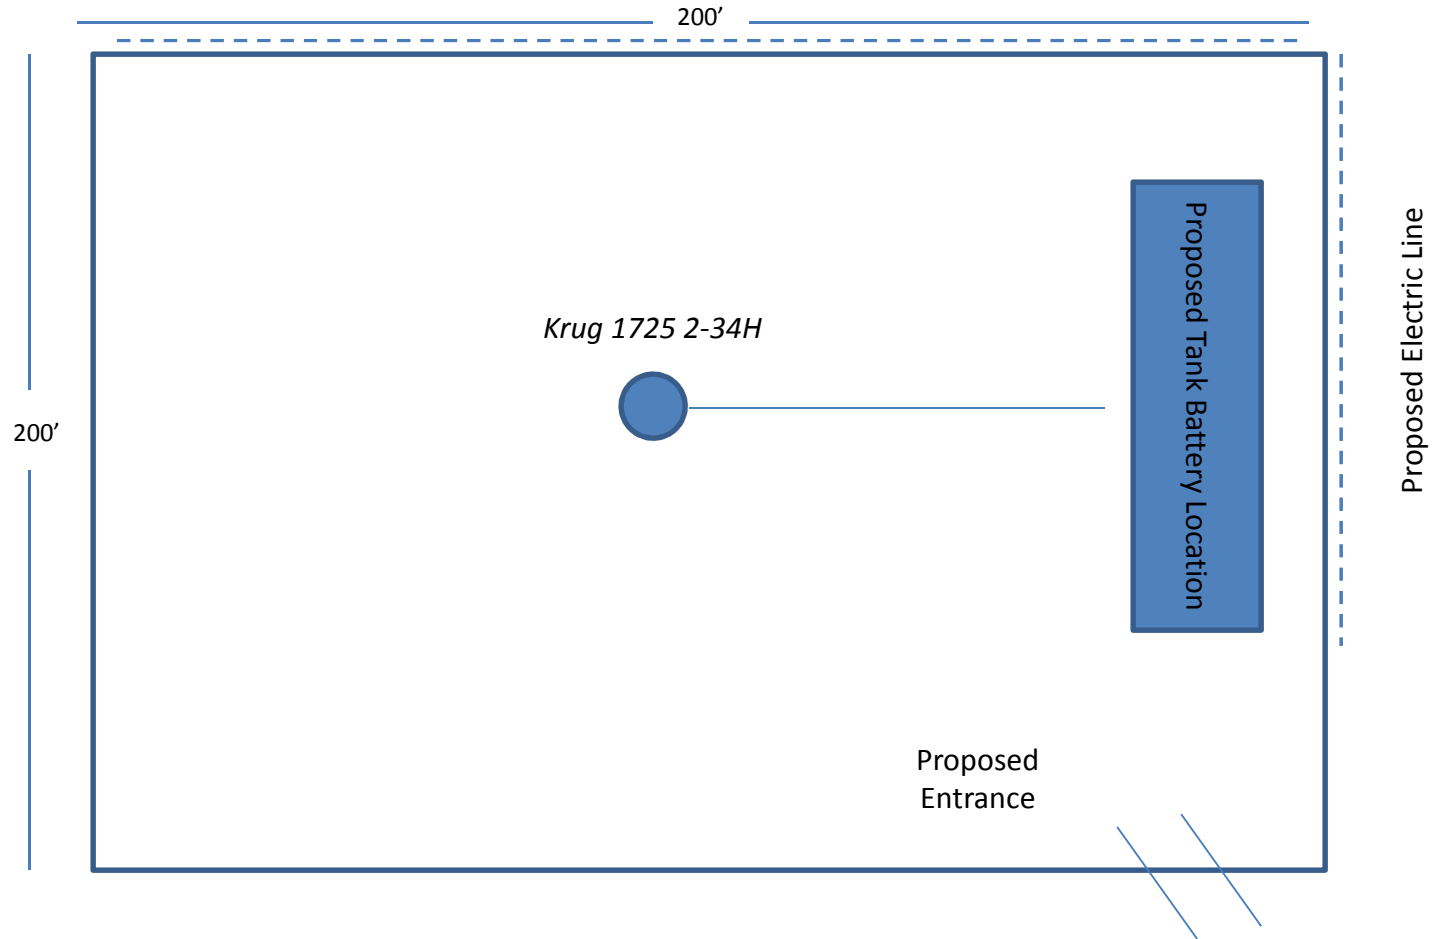 200’
Proposed Electric Line
Proposed Tank Battery Location
Krug 1725 2-34H
200’
Proposed
Entrance